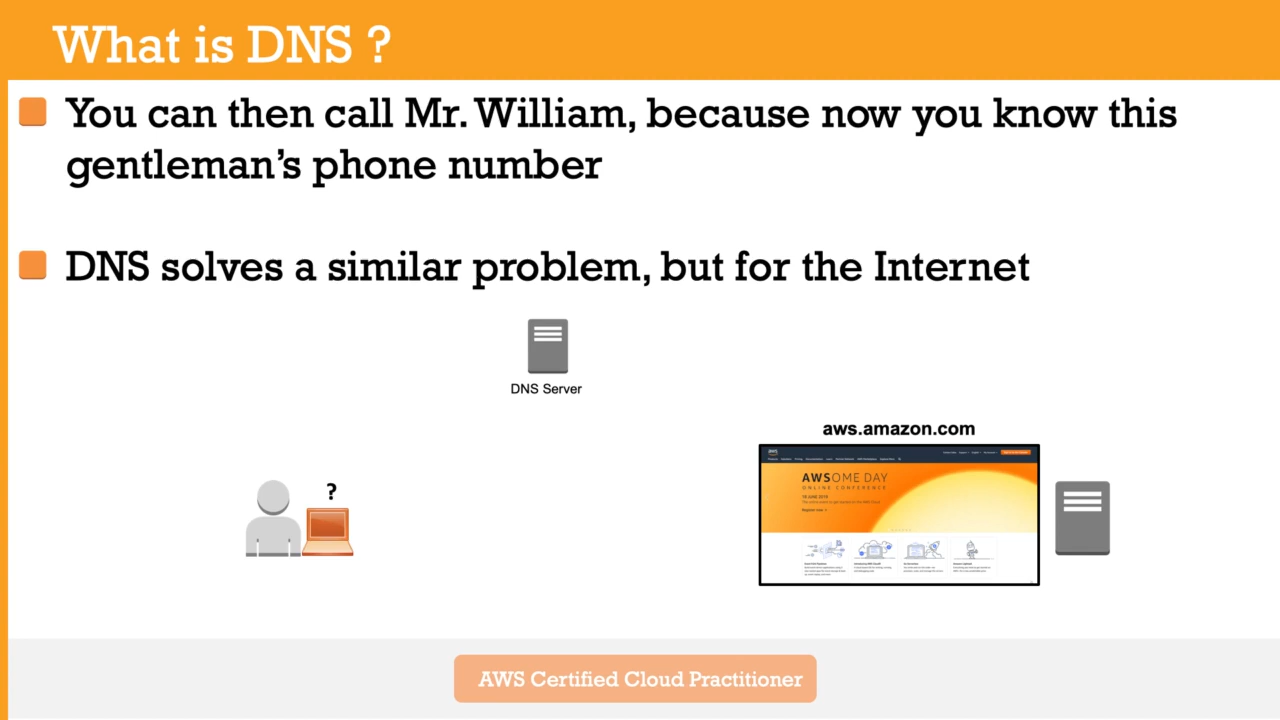 What is DNS ?
You can then call Mr. William, because now you know this
gentleman's phone number
DNS solves a similar problem, but for the Internet
DNS Server
aws.amazon.com
?
aws
AWSOME DAY
ONLINE CONFERENCE
AWS Certified Cloud Practitioner